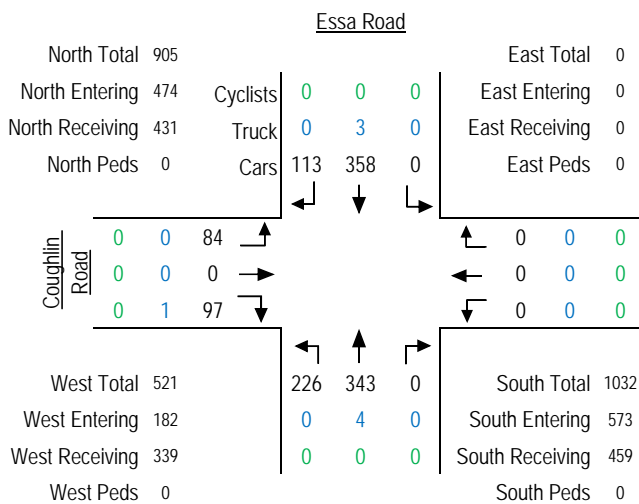 Essa Road
North Total 905 East Total 0
North Entering 474 Cyclists 0 0 0 East Entering 0
North Receiving 431 Truck 0 3 0 East Receiving 0
North Peds 0 Cars 113 358 0 East Peds 0
Coughlin
Road
0 0 84 0 0 0
0 0 0 0 0 0
0 1 97 0 0 0
West Total 521 226 343 0 South Total 1032
West Entering 182 0 4 0 South Entering 573
West Receiving 339 0 0 0 South Receiving 459
West Peds 0 South Peds 0